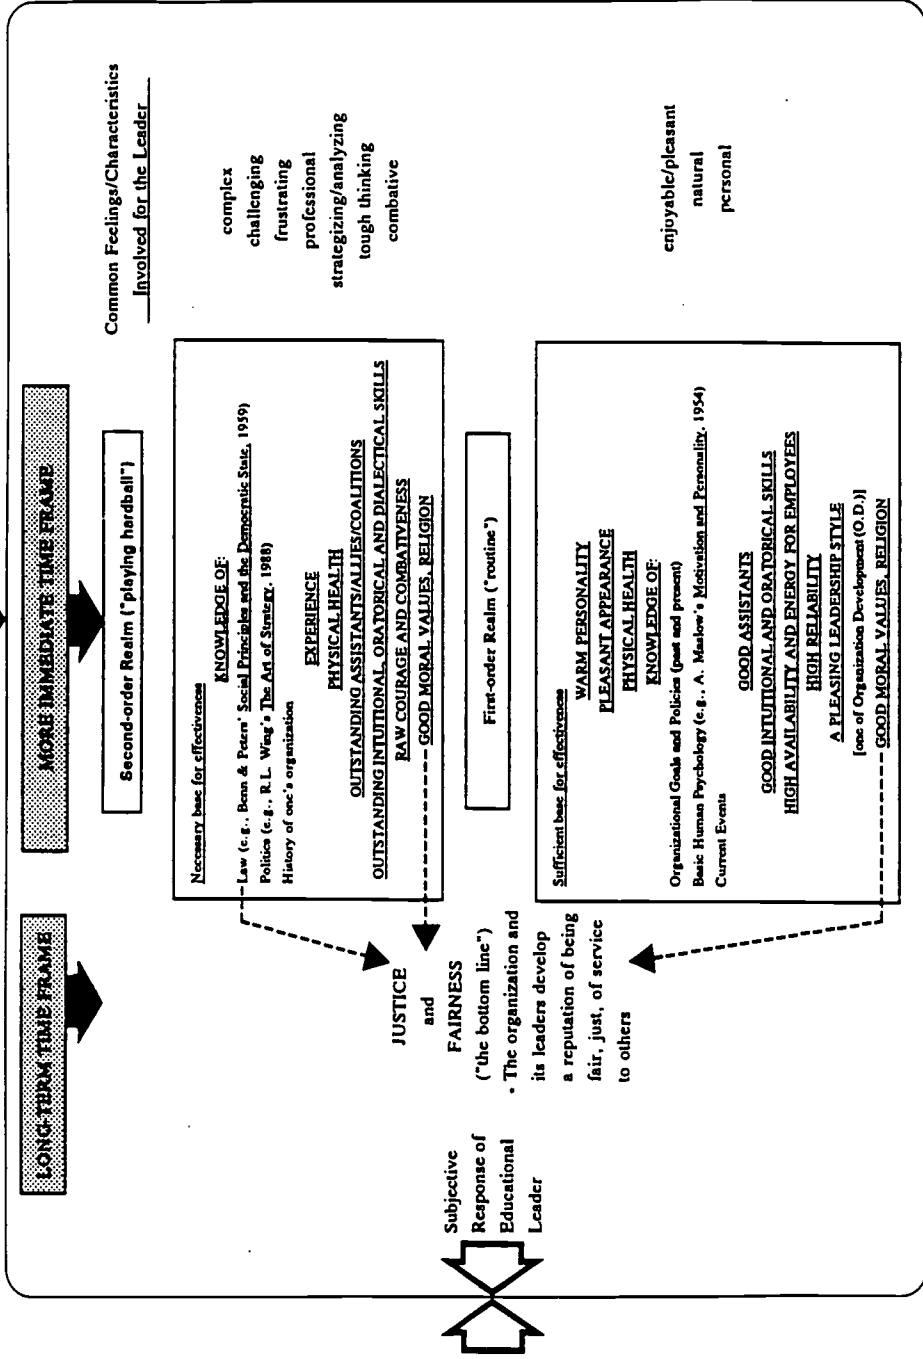 LONG-TERM TIME FRAME
MORE IMMEDIATE TIME FRAME
Common Feelings/Characteristics
Involved for the Leader
Second-order Realm ("playing hardball")
Necessary base for effectiveness
KNOWLEDGE OF:
Law (e.g., Benn & Peters' Social Principles and the Democratic State, 1959)
Politics (e.g., R. L. Wing's The Art of Strategy, 1988)
History of one's organization
EXPERIENCE
PHYSICAL HEALTH
OUTSTANDING ASSISTANTS/ALLIES/COALITIONS
OUTSTANDING INTUITIONAL, ORATORICAL AND DIALECTICAL SKILLS
RAW COURAGE AND COMBATIVENESS
GOOD MORAL VALUES, RELIGION
complex
challenging
frustrating
professional
strategizing/analyzing
tough thinking
combative
JUSTICE
and
FAIRNESS
("the bottom line")
- The organization and
its leaders develop
a reputation of being
fair, just, of service
to others
Subjective
Response of
Educational
Leader
First-order Realm ("routine")
Sufficient base for effectiveness
WARM PERSONALITY
PLEASANT APPEARANCE
PHYSICAL HEALTH
KNOWLEDGE OF:
Organizational Goals and Policies (past and present)
Basic Human Psychology (e.g., A. Maslow's Motivation and Personality, 1954)
Current Events
GOOD ASSISTANTS
GOOD INTUITIONAL AND ORATORICAL SKILLS
HIGH AVAILABILITY AND ENERGY FOR EMPLOYEES
HIGH RELIABILITY
A PLEASING LEADERSHIP STYLE
[one of Organization Development (O.D.)]
GOOD MORAL VALUES, RELIGION
enjoyable/pleasant
natural
personal